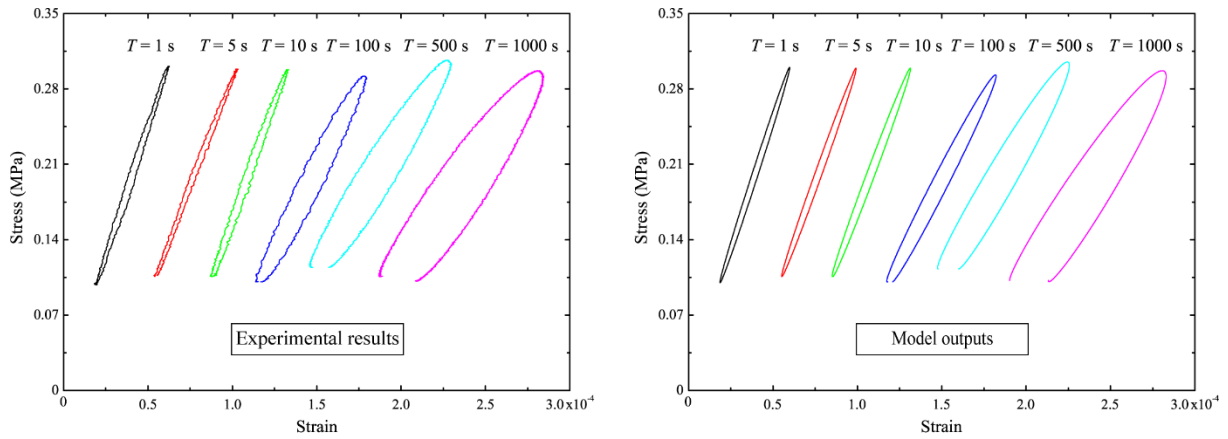 0.35
T = 1 s T = 5 s T = 10 s T = 100 s T = 500 s T = 1000 s
0.28
0.21
Stress (MPa)
0.14
0.07
Experimental results
0
0 0.5 1.0 1.5 2.0 2.5 3.0x10⁻⁴
Strain
0.35
T = 1 s T = 5 s T = 10 s T = 100 s T = 500 s T = 1000 s
0.28
0.21
Stress (MPa)
0.14
0.07
Model outputs
0
0 0.5 1.0 1.5 2.0 2.5 3.0x10⁻⁴
Strain